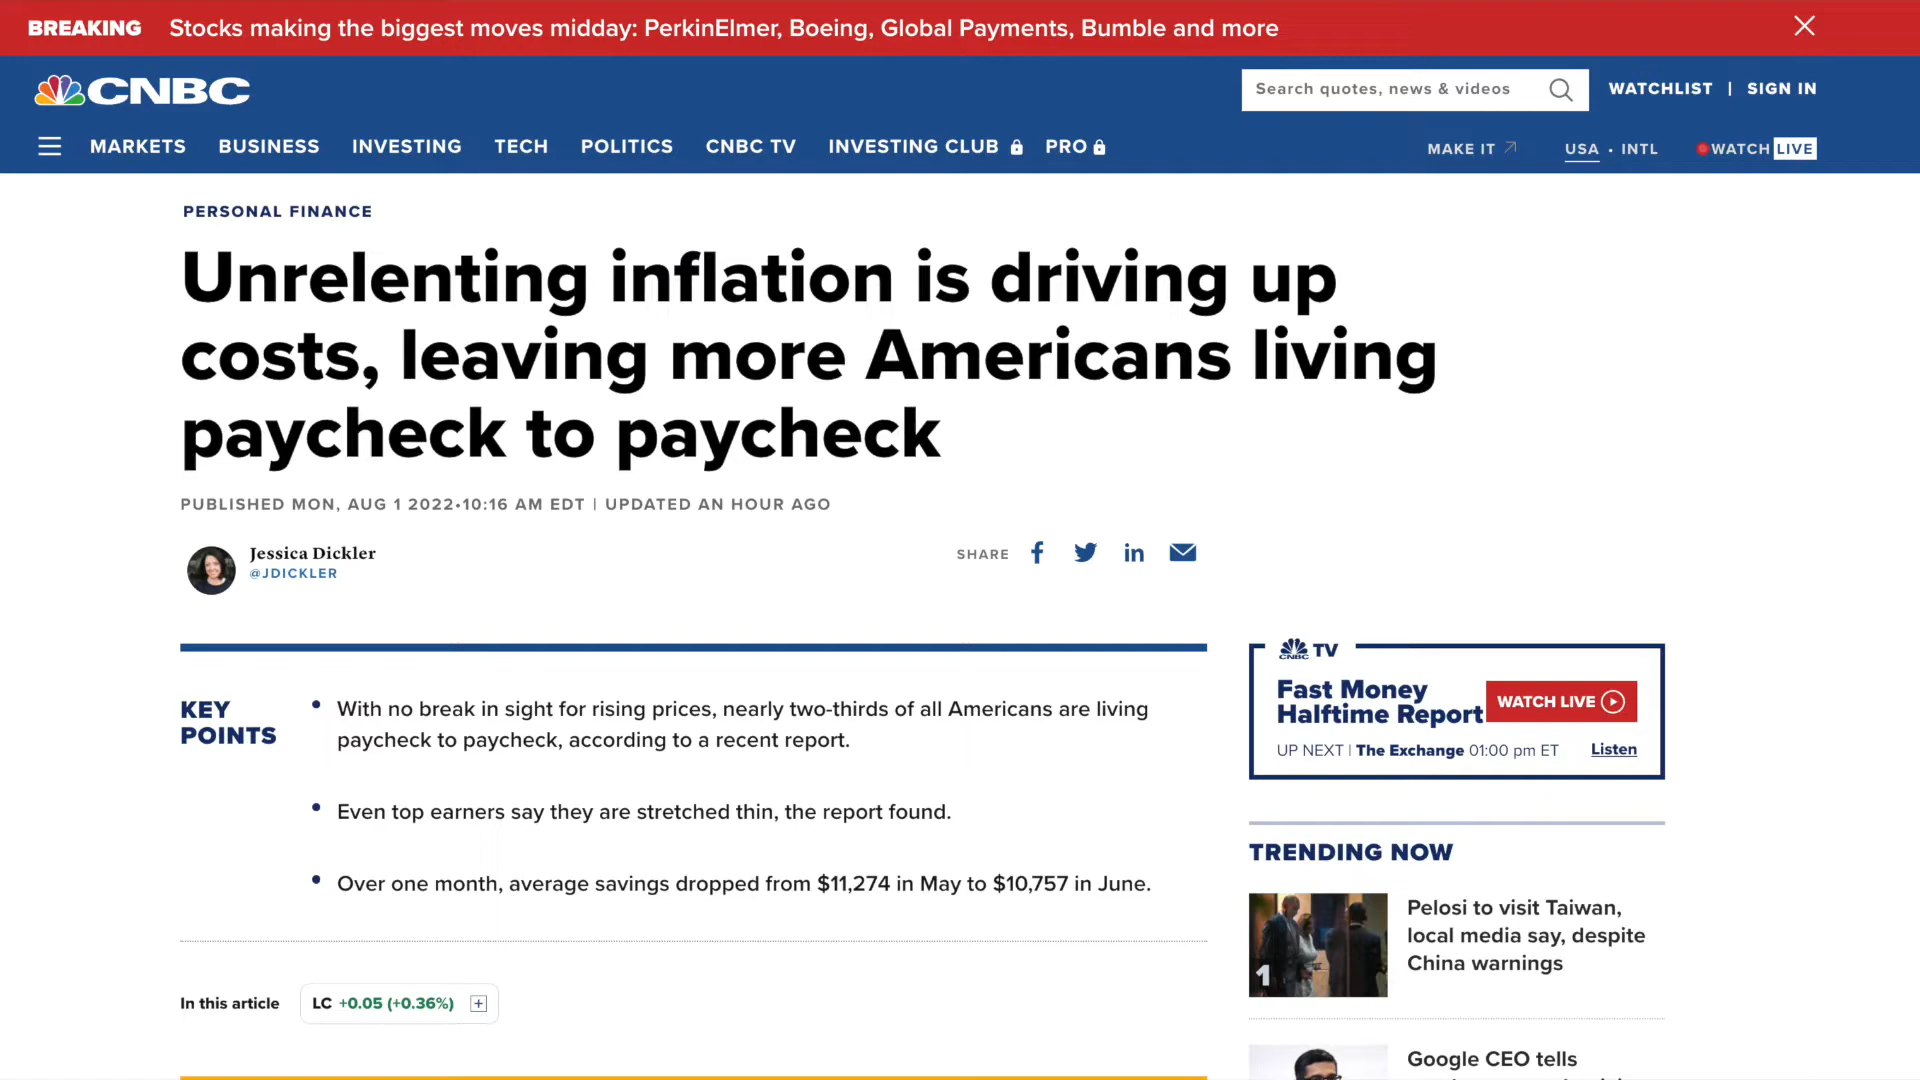 BREAKING Stocks making the biggest moves midday: PerkinElmer, Boeing, Global Payments, Bumble and more
CNBC
Search quotes, news & videos
WATCHLIST | SIGN IN
MARKETS BUSINESS INVESTING TECH POLITICS CNBC TV INVESTING CLUB PRO
MAKE IT USA • INTL WATCH LIVE
PERSONAL FINANCE
Unrelenting inflation is driving up
costs, leaving more Americans living
paycheck to paycheck
PUBLISHED MON, AUG 1 2022•10:16 AM EDT | UPDATED AN HOUR AGO
Jessica Dickler
@JDICKLER
SHARE
KEY
POINTS
With no break in sight for rising prices, nearly two-thirds of all Americans are living
paycheck to paycheck, according to a recent report.
Even top earners say they are stretched thin, the report found.
Over one month, average savings dropped from $11,274 in May to $10,757 in June.
In this article
LC +0.05 (+0.36%)
CNBC TV
Fast Money
Halftime Report
WATCH LIVE
UP NEXT | The Exchange 01:00 pm ET
Listen
TRENDING NOW
1
Pelosi to visit Taiwan,
local media say, despite
China warnings
Google CEO tells